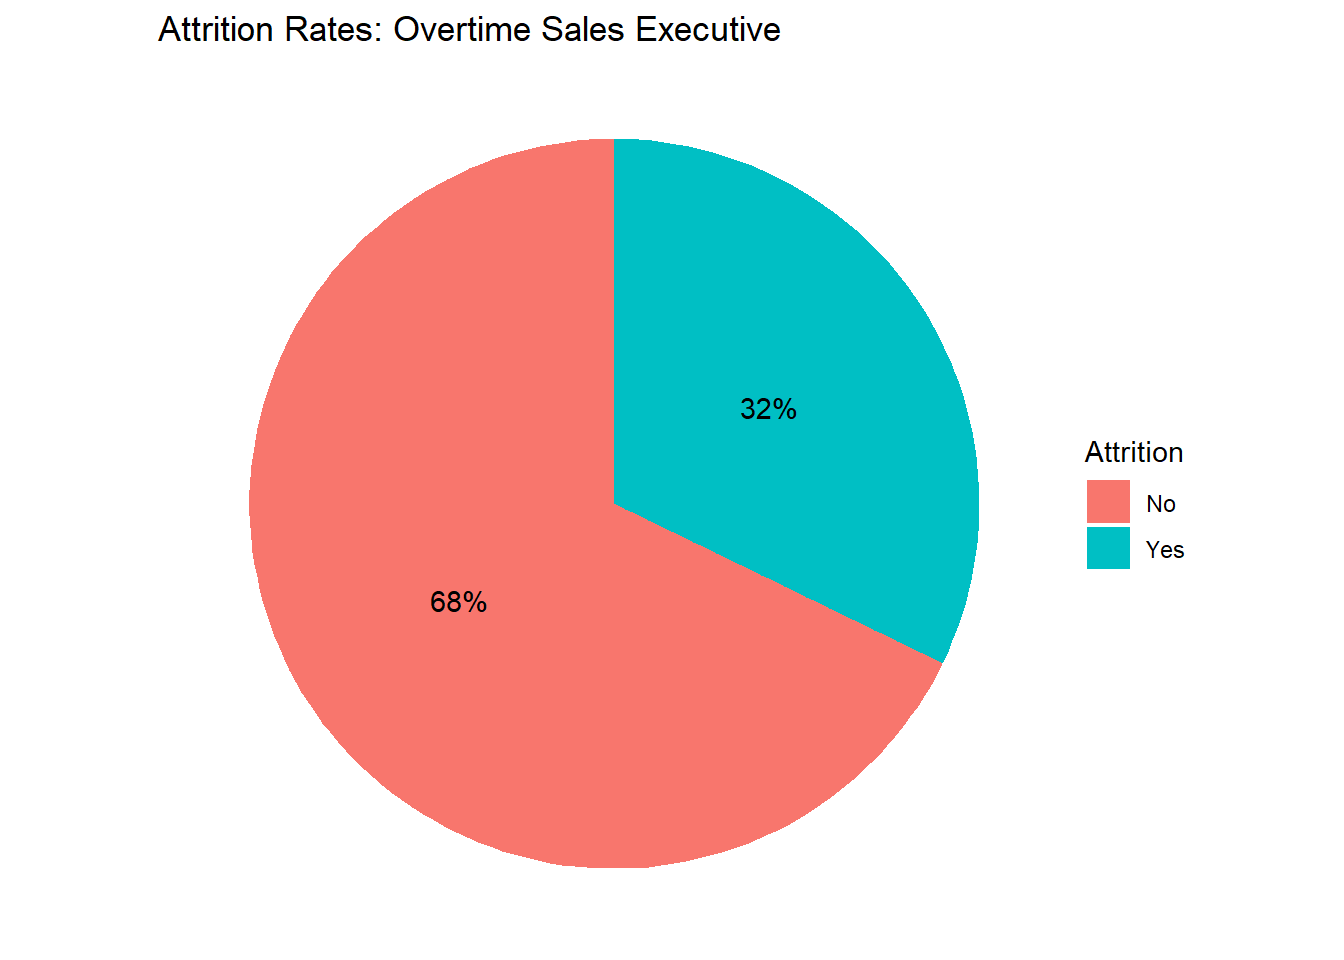 Attrition Rates: Overtime Sales Executive
32%
68%
Attrition
No
Yes